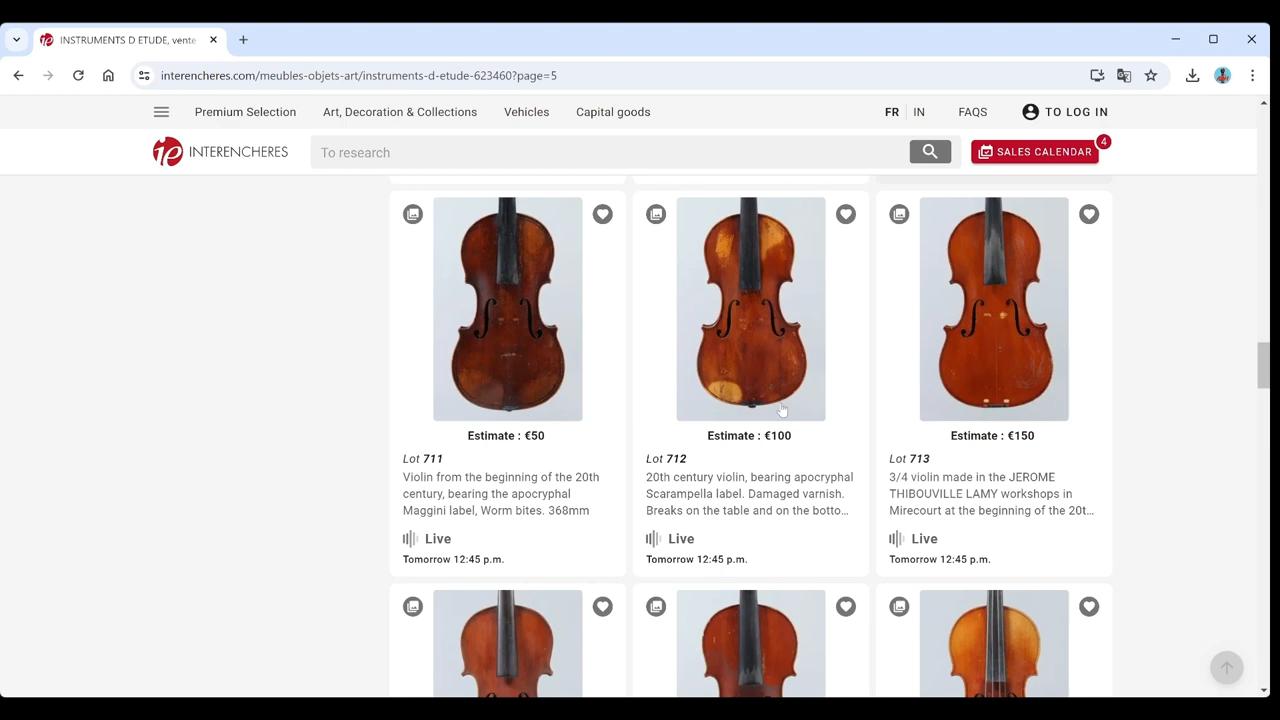 INSTRUMENTS D ETUDE, vente
interencheres.com/meubles-objets-art/instruments-d-etude-623460?page=5
Premium Selection Art, Decoration & Collections Vehicles Capital goods FR IN FAQS TO LOG IN
INTERENCHERES To research SALES CALENDAR 4
Estimate : €50
Lot 711
Violin from the beginning of the 20th
century, bearing the apocryphal
Maggini label, Worm bites. 368mm
Live
Tomorrow 12:45 p.m.
Estimate : €100
Lot 712
20th century violin, bearing apocryphal
Scarampella label. Damaged varnish.
Breaks on the table and on the botto...
Live
Tomorrow 12:45 p.m.
Estimate : €150
Lot 713
3/4 violin made in the JEROME
THIBOUVILLE LAMY workshops in
Mirecourt at the beginning of the 20t...
Live
Tomorrow 12:45 p.m.